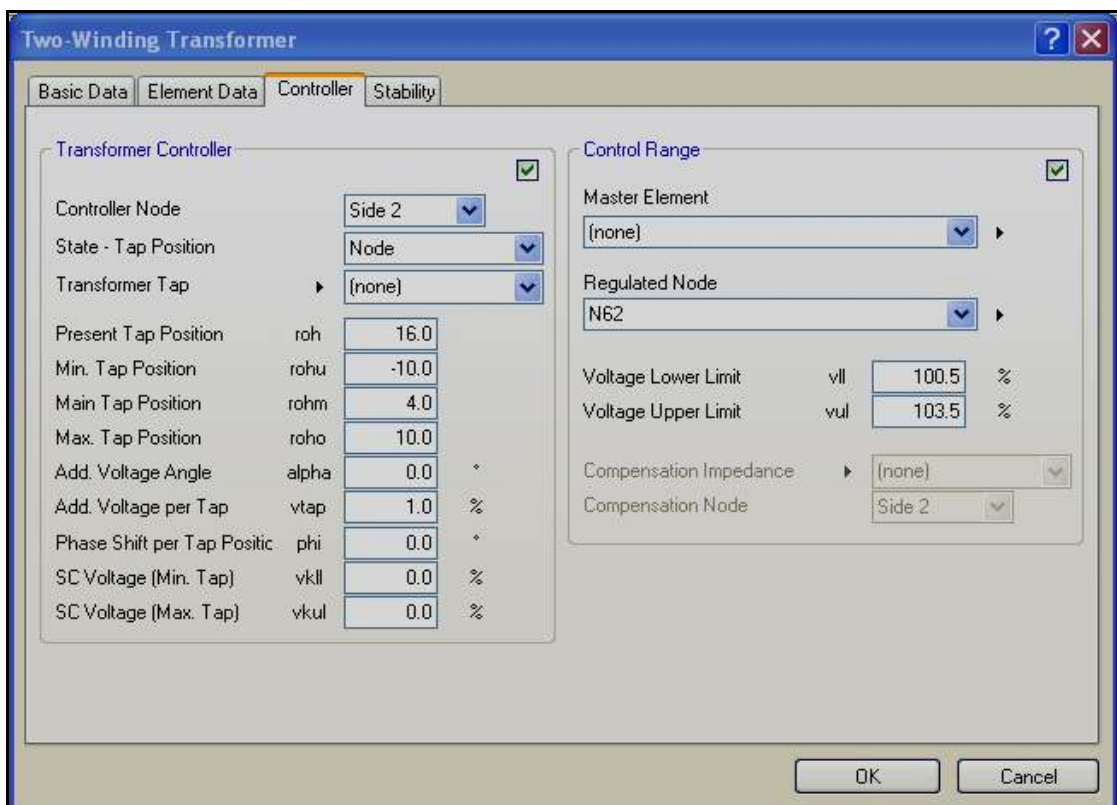 Two-Winding Transformer
Basic Data Element Data Controller Stability
Transformer Controller
Controller Node Side 2
State - Tap Position Node
Transformer Tap (none)
Present Tap Position roh 16.0
Min. Tap Position rohu -10.0
Main Tap Position rohm 4.0
Max. Tap Position roho 10.0
Add. Voltage Angle alpha 0.0 °
Add. Voltage per Tap vtap 1.0 %
Phase Shift per Tap Positic phi 0.0 °
SC Voltage (Min. Tap) vkll 0.0 %
SC Voltage (Max. Tap) vkul 0.0 %
Control Range
Master Element
(none)
Regulated Node
N62
Voltage Lower Limit vll 100.5 %
Voltage Upper Limit vul 103.5 %
Compensation Impedance (none)
Compensation Node Side 2
OK Cancel